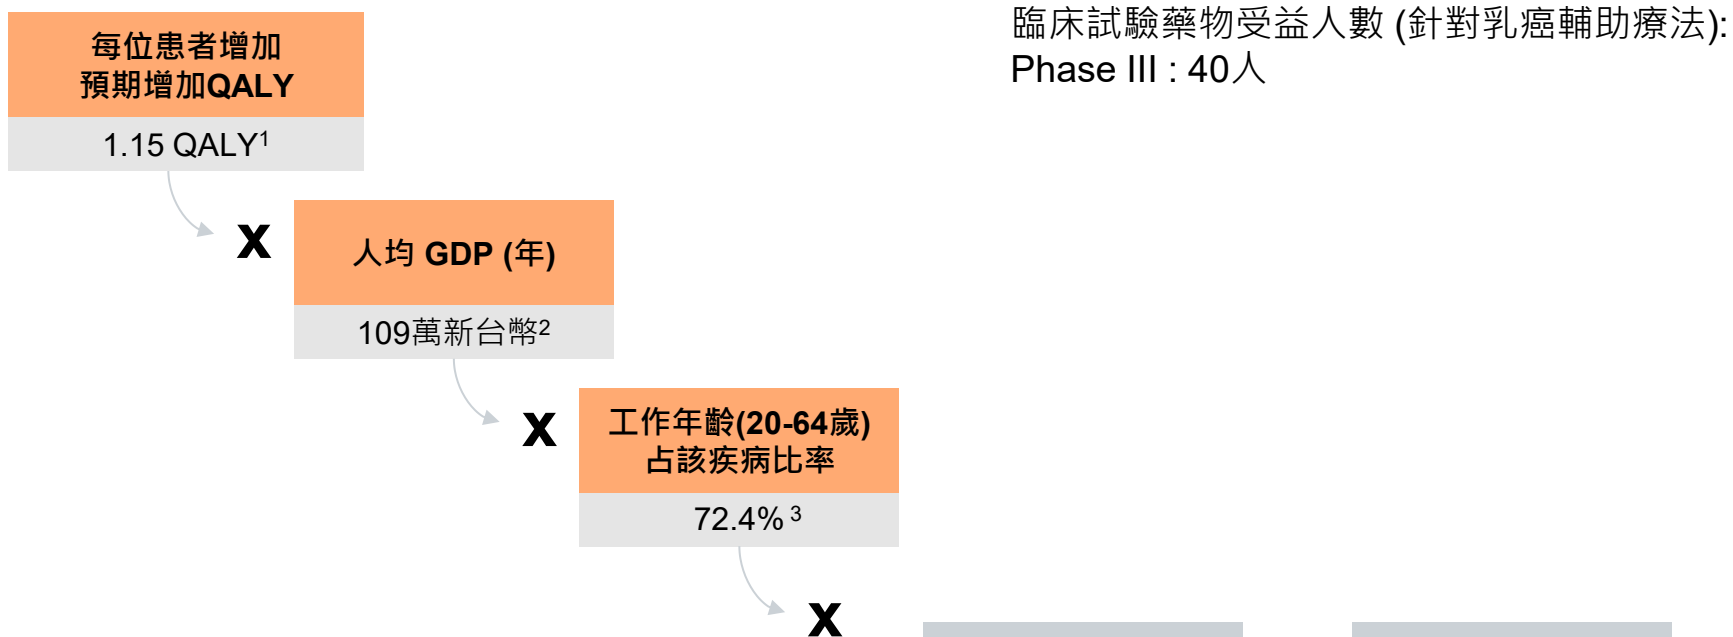 臨床試驗藥物受益人數 (針對乳癌輔助療法):
Phase III : 40人
每位患者增加
預期增加QALY
1.15 QALY¹
x
人均 GDP (年)
109萬新台幣²
x
工作年齡(20-64歲)
占該疾病比率
72.4% ³
x